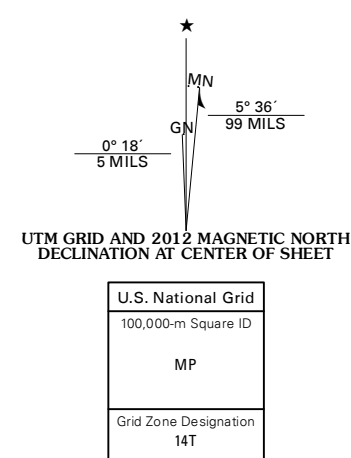 ★
MN
5° 36´
99 MILS
GN
0° 18´
5 MILS
UTM GRID AND 2012 MAGNETIC NORTH
DECLINATION AT CENTER OF SHEET
U.S. National Grid
100,000-m Square ID
MP
Grid Zone Designation
14T